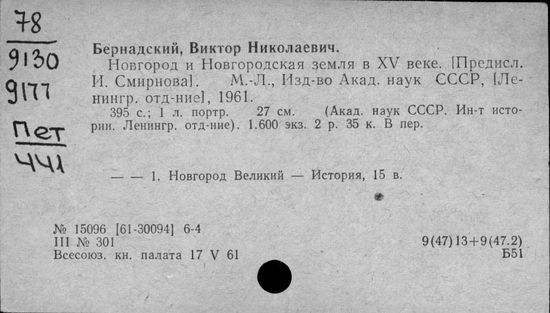 78
9130
9177
Пет
441
Бернадский, Виктор Николаевич.
Новгород и Новгородская земля в XV веке. [Предисл.
И. Смирнова]. М.-Л., Изд-во Акад. наук СССР, [Ле-
нингр. отд-ние], 1961.
395 с.; 1 л. портр. 27 см. (Акад. наук СССР. Ин-т исто-
рии. Ленингр. отд-ние). 1.600 экз. 2 р. 35 к. В пер.
— — 1. Новгород Великий — История, 15 в.
№ 15096 [61-30094] 6-4
III № 301
Всесоюз. кн. палата 17 V 61
9(47)13+9(47.2)
Б51